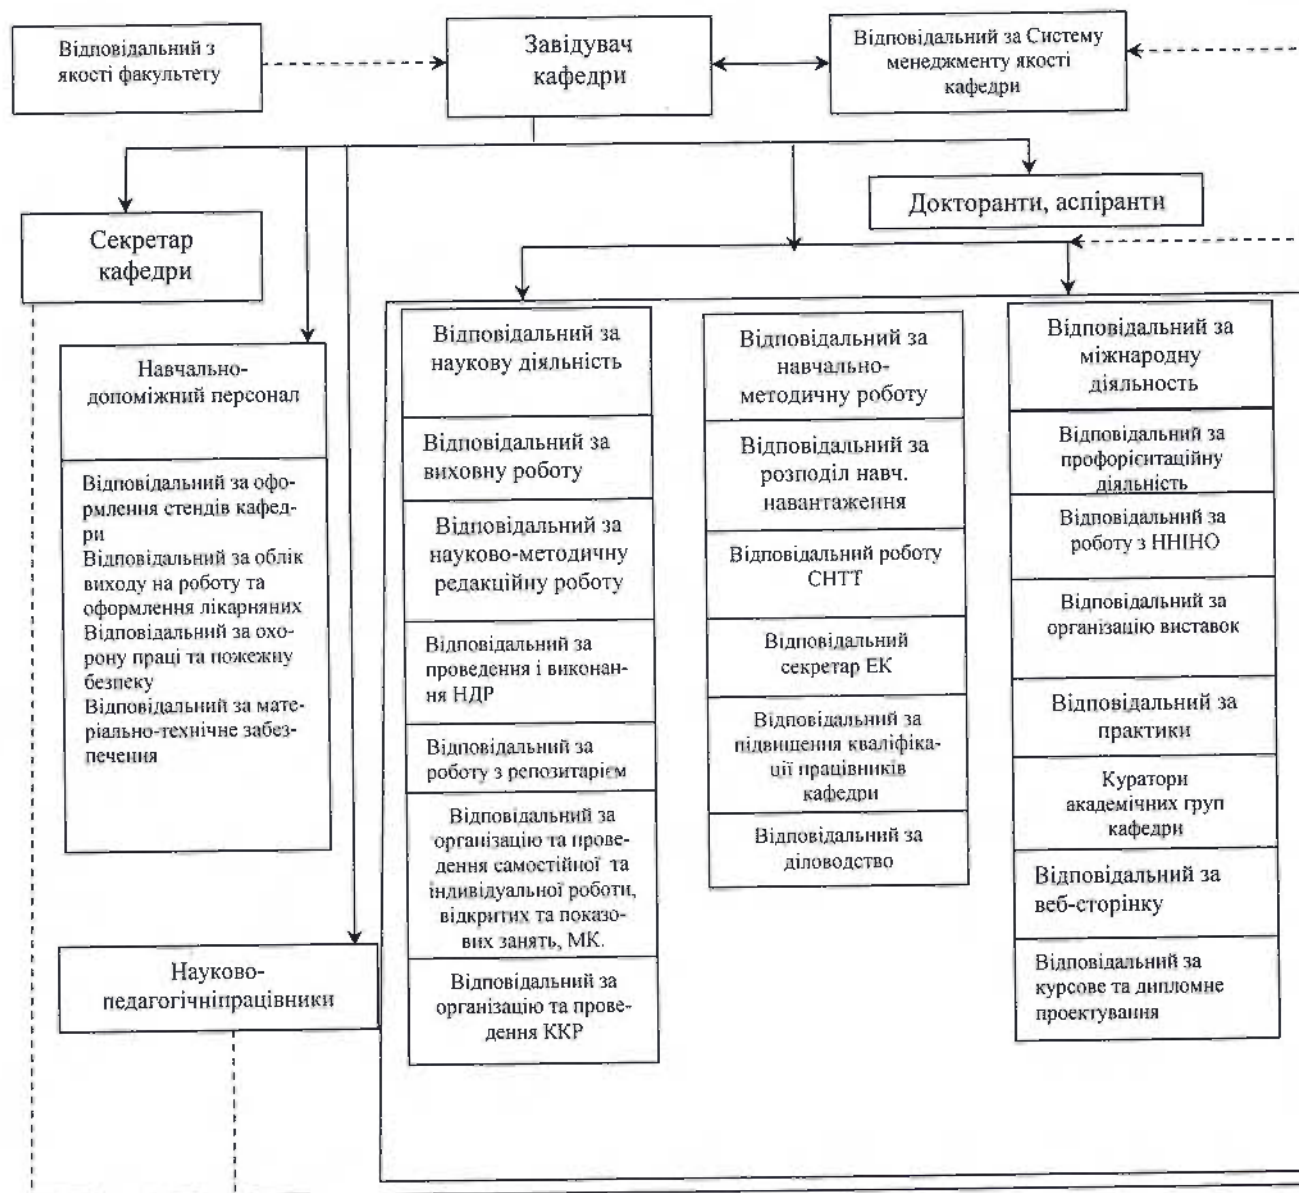 Відповідальний з
якості факультету
Завідувач
кафедри
Відповідальний за Систему
менеджменту якості
кафедри
Докторанти, аспіранти
Секретар
кафедри
Навчально-
допоміжний персонал
Відповідальний за офо-
рмлення стендів кафед-
ри
Відповідальний за облік
виходу на роботу та
оформлення лікарняних
Відповідальний за охо-
рону праці та пожежну
безпеку
Відповідальний за мате-
ріально-технічне забез-
печення
Науково-
педагогічніпрацівники
Відповідальний за
наукову діяльність
Відповідальний за
виховну роботу
Відповідальний за
науково-методичну
редакційну роботу
Відповідальний за
проведення і виконан-
ня НДР
Відповідальний за
роботу з репозитарієм
Відповідальний за
організацію та прове-
дення самостійної та
індивідуальної роботи,
відкритих та показо-
вих занять, МК.
Відповідальний за
організацію та прове-
дення ККР
Відповідальний за
навчально-
методичну роботу
Відповідальний за
розподіл навч.
навантаження
Відповідальний роботу
СНТТ
Відповідальний
секретар ЕК
Відповідальний за
підвищення кваліфіка-
ції працівників
кафедри
Відповідальний за
діловодство
Відповідальний за
міжнародну
діяльность
Відповідальний за
профорієнтаційну
діяльність
Відповідальний за
роботу з ННІНО
Відповідальний за
організацію виставок
Відповідальний за
практики
Куратори
академічних груп
кафедри
Відповідальний за
веб-сторінку
Відповідальний за
курсове та дипломне
проектування